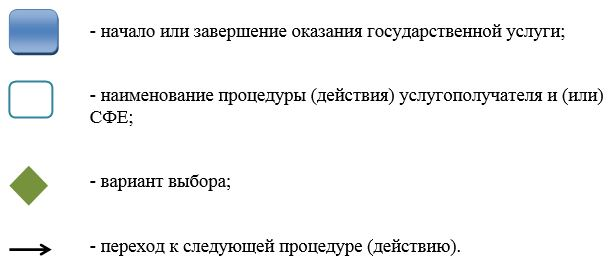 - начало или завершение оказания государственной услуги;
- наименование процедуры (действия) услугополучателя и (или)
СФЕ;
- вариант выбора;
- переход к следующей процедуре (действию).